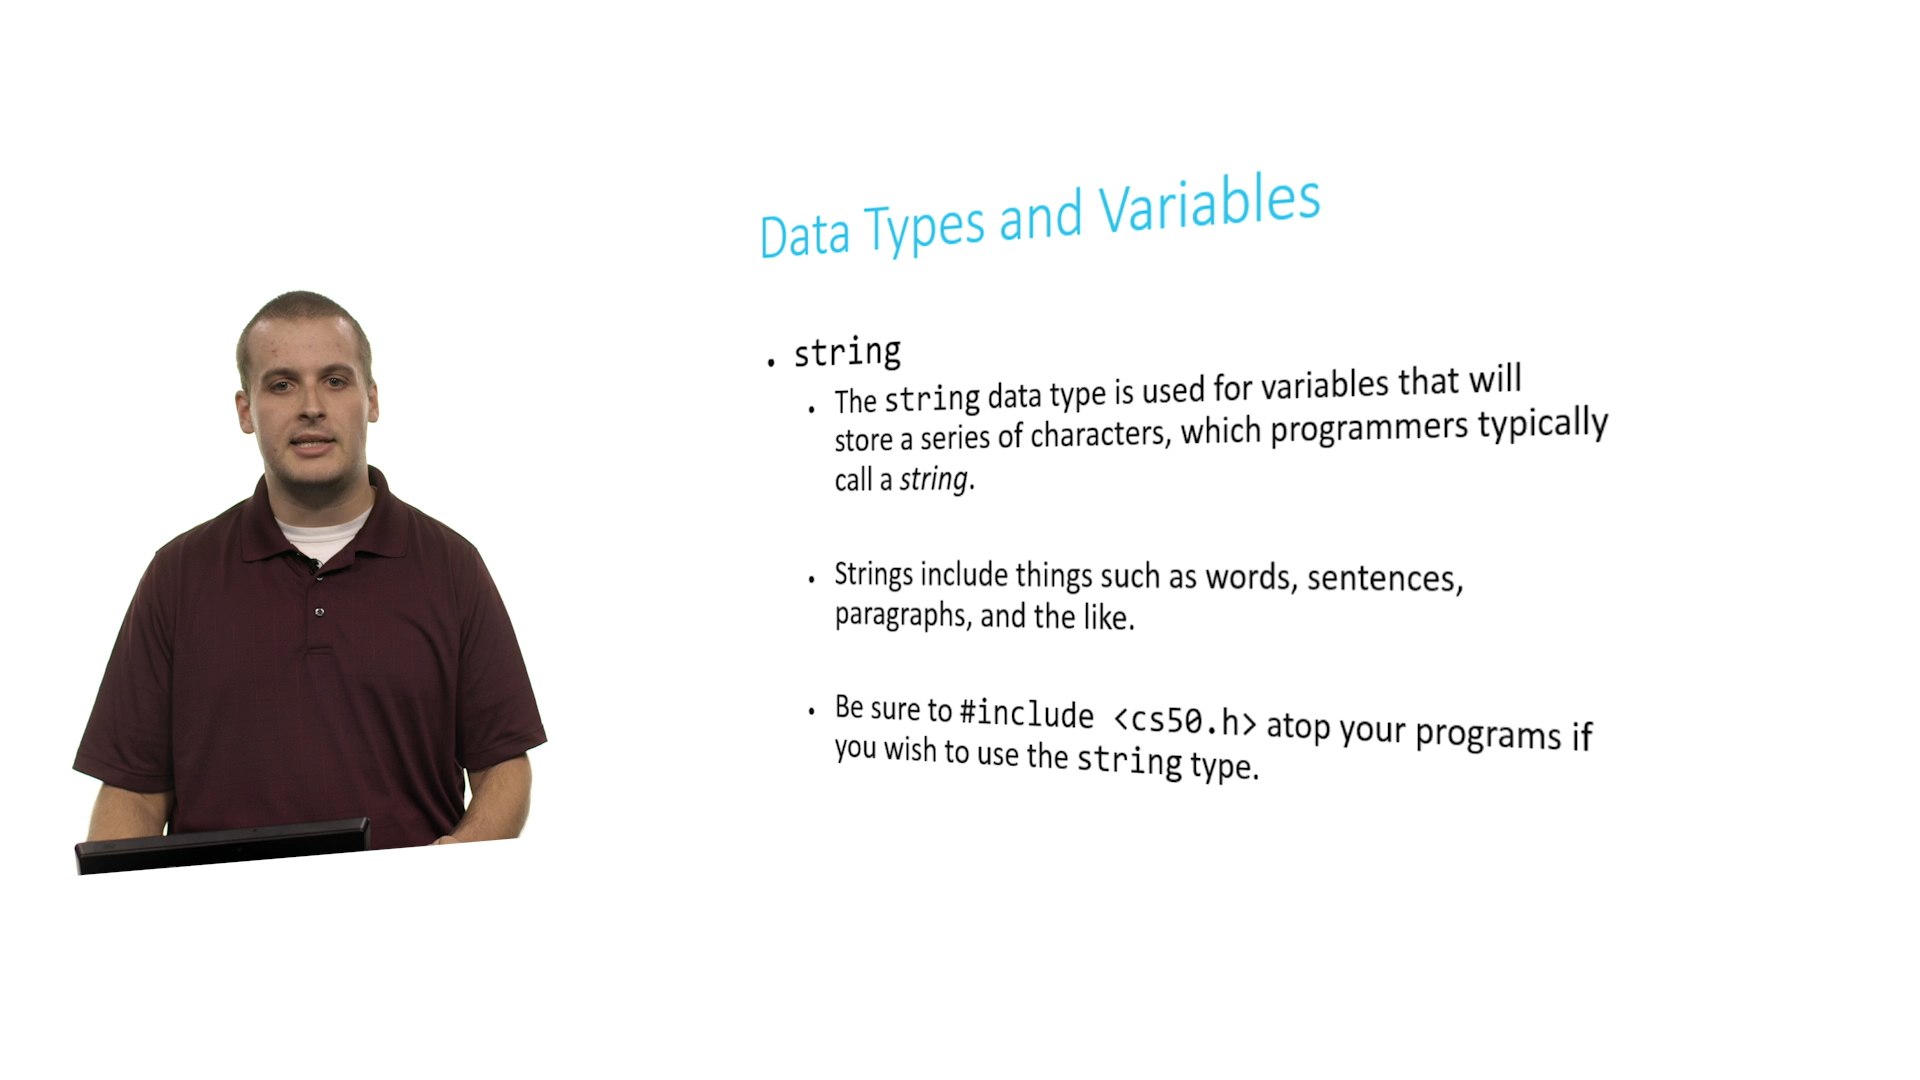 Data Types and Variables
• string
• The string data type is used for variables that will
store a series of characters, which programmers typically
call a string.
• Strings include things such as words, sentences,
paragraphs, and the like.
• Be sure to #include <cs50.h> atop your programs if
you wish to use the string type.